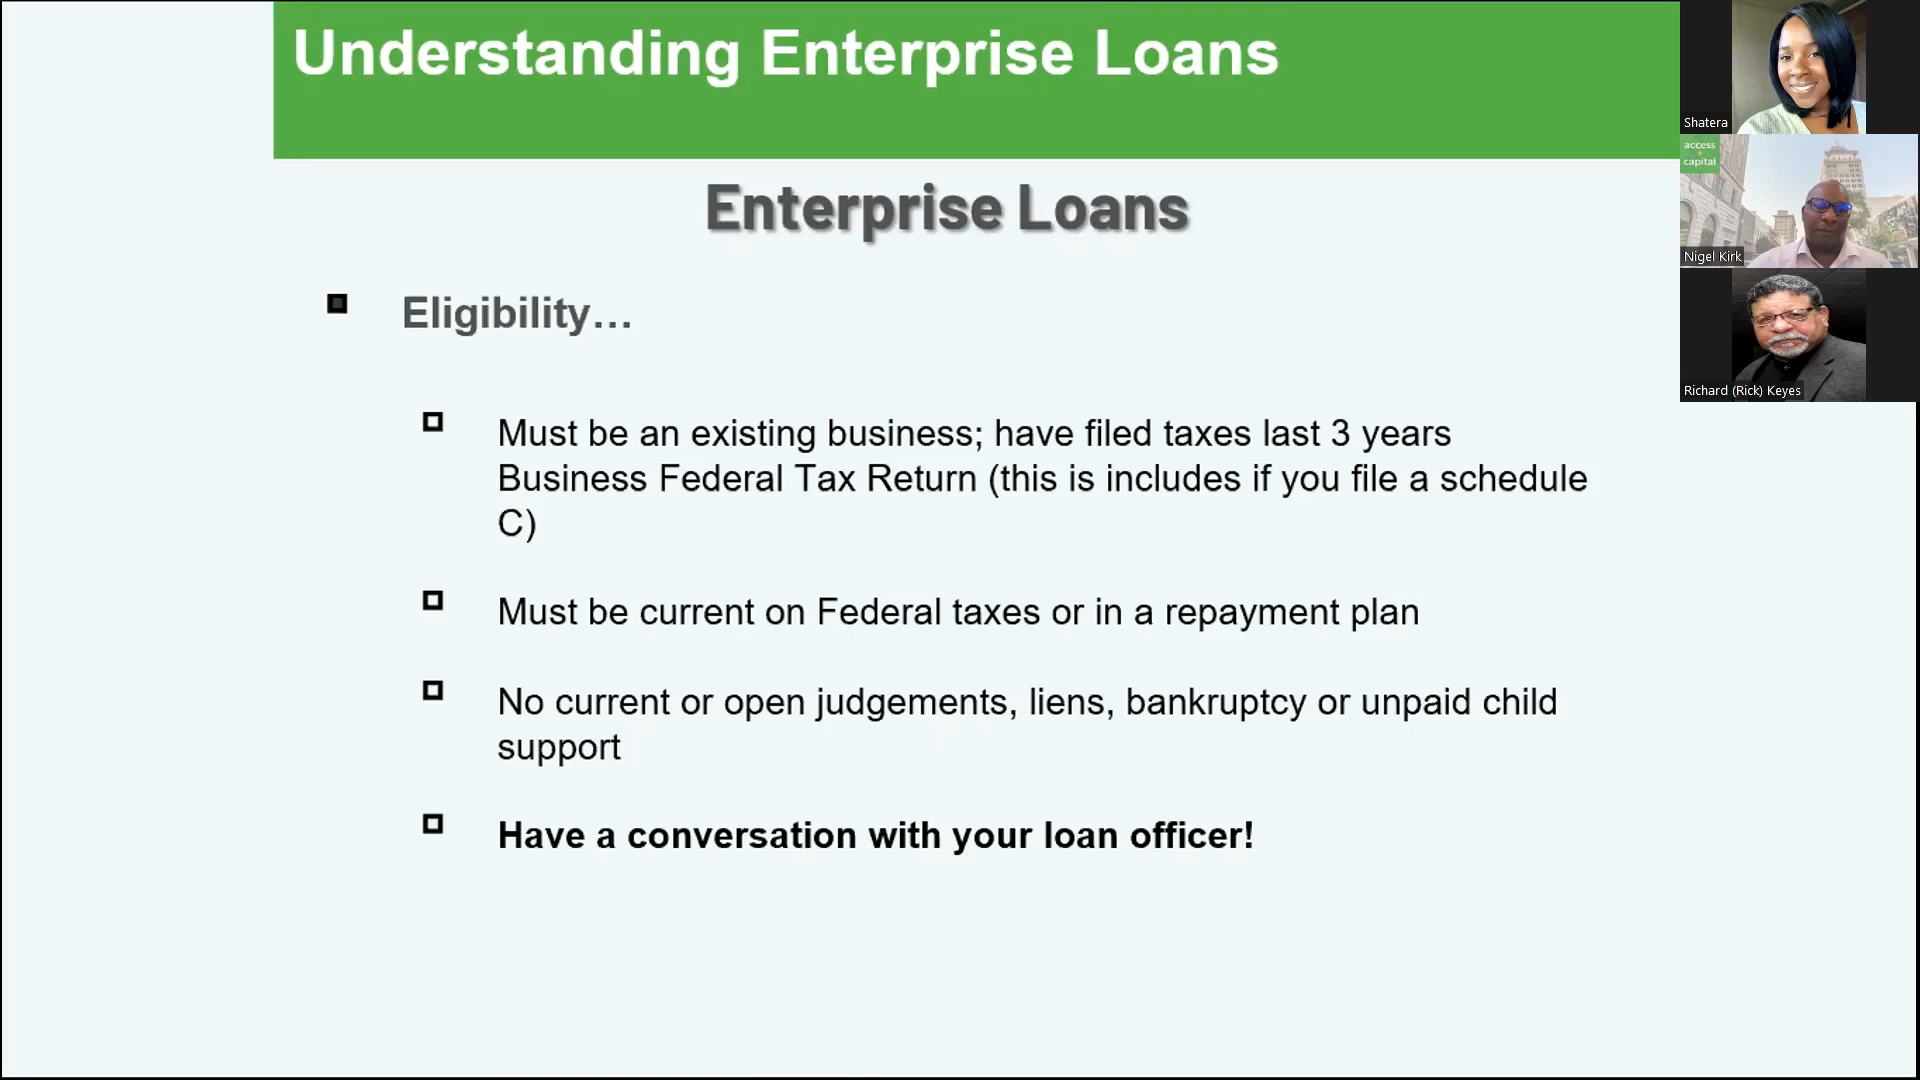 Understanding Enterprise Loans
Enterprise Loans
Eligibility...
Must be an existing business; have filed taxes last 3 years
Business Federal Tax Return (this is includes if you file a schedule
C)
Must be current on Federal taxes or in a repayment plan
No current or open judgements, liens, bankruptcy or unpaid child
support
Have a conversation with your loan officer!
Shatera
access
+
capital
Nigel Kirk
Richard (Rick) Keyes